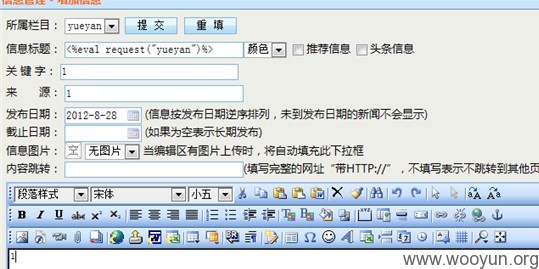 信息管理 - 增加信息
所属栏目： yueyan 提 交 重 填
信息标题： <%eval request("yueyan")%> 颜色 推荐信息 头条信息
关 键 字： 1
来 源： 1
发布日期： 2012-8-28 (信息按发布日期逆序排列，未到发布日期的新闻不会显示)
截止日期： (如果为空表示长期发布)
信息图片： 无图片 当编辑区有图片上传时，将自动填充此下拉框
内容跳转： (填写完整的网址“带HTTP://”，不填写表示不跳转到其他页
段落样式 宋体 小五
B I U
1
www.wooyun.org